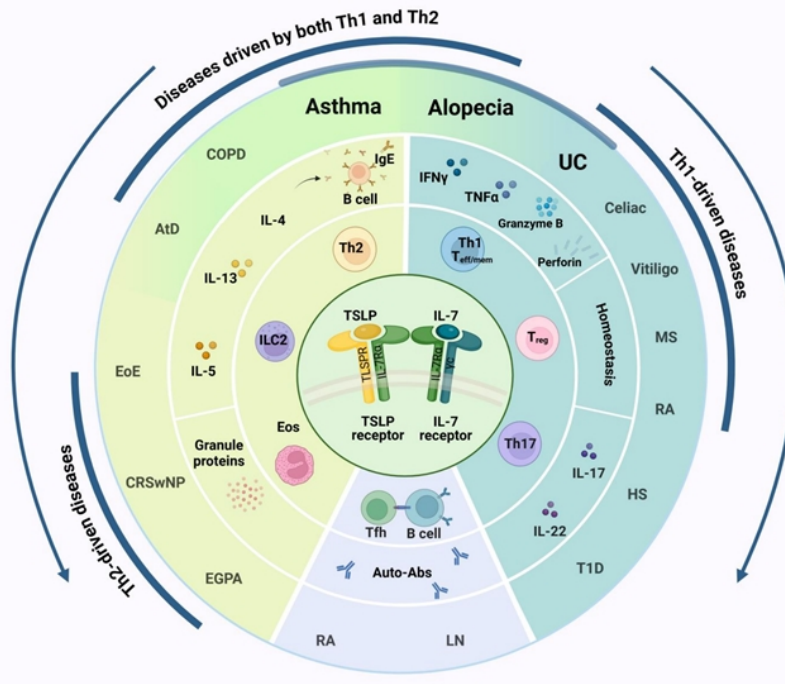 Diseases driven by both Th1 and Th2
Th1-driven diseases
Th2-driven diseases
Asthma
Alopecia
UC
COPD
AtD
EoE
CRSwNP
EGPA
Celiac
Vitiligo
MS
RA
HS
T1D
RA
LN
IgE
B cell
IL-4
IL-13
IL-5
Granule
proteins
IFNγ
TNFα
Granzyme B
Perforin
Homeostasis
IL-17
IL-22
Auto-Abs
Th2
ILC2
Eos
Th1
Teff/mem
Treg
Th17
Tfh
B cell
TSLP
IL-7
TLSPR
IL-7Rα
IL-7Rα
γc
TSLP
receptor
IL-7
receptor